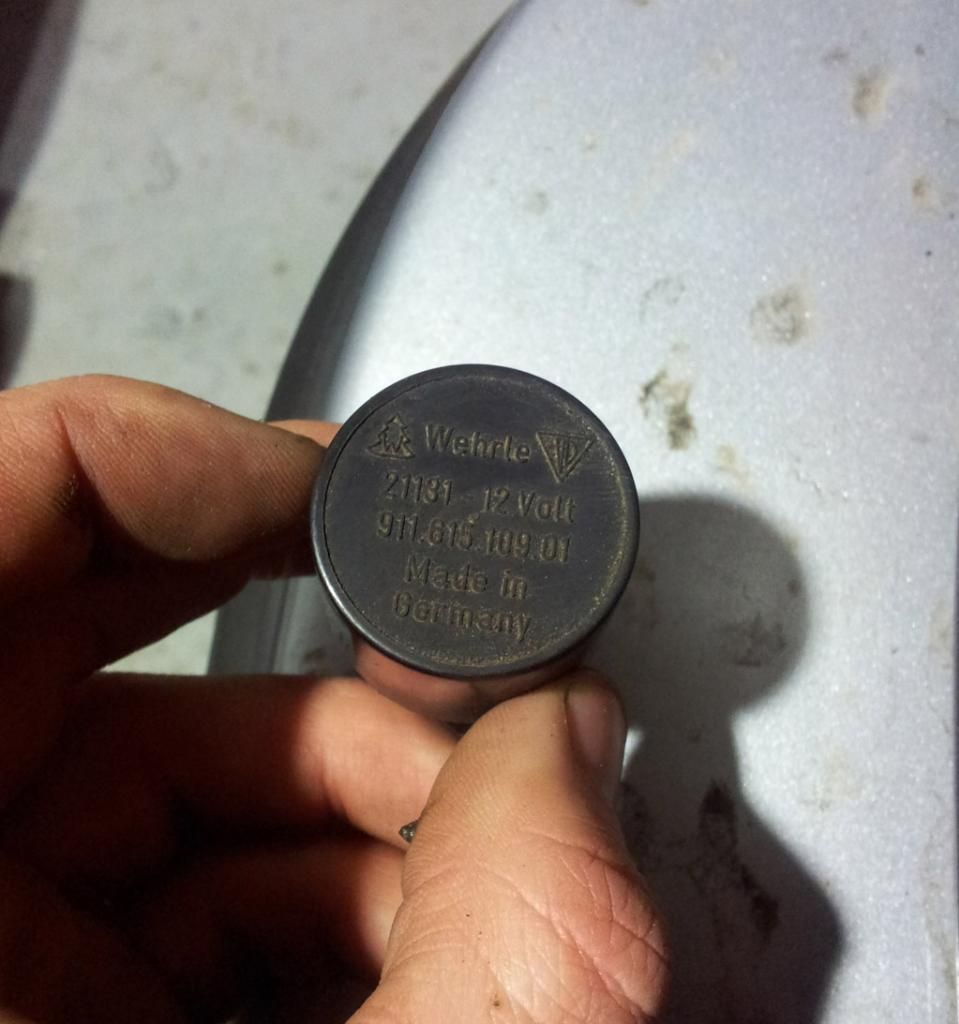 Wehrle
21131 - 12 Volt
911.615.109.01
Made in
Germany